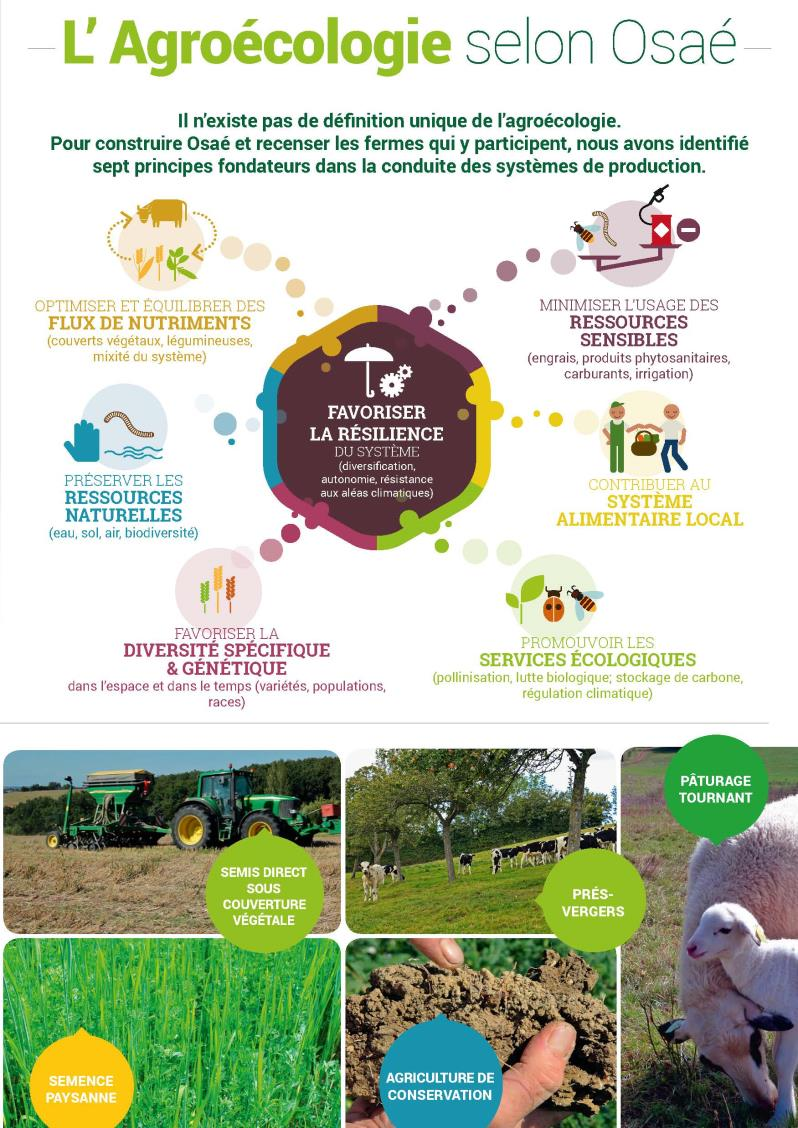 L' Agroécologie selon Osaé
Il n'existe pas de définition unique de l'agroécologie.
Pour construire Osaé et recenser les fermes qui y participent, nous avons identifié
sept principes fondateurs dans la conduite des systèmes de production.
OPTIMISER ET ÉQUILIBRER DES
FLUX DE NUTRIMENTS
(couverts végétaux, légumineuses,
mixité du système)
MINIMISER L'USAGE DES
RESSOURCES
SENSIBLES
(engrais, produits phytosanitaires,
carburants, irrigation)
FAVORISER
LA RÉSILIENCE
DU SYSTÈME
(diversification,
autonomie, résistance
aux aléas climatiques)
PRÉSERVER LES
RESSOURCES
NATURELLES
(eau, sol, air, biodiversité)
CONTRIBUER AU
SYSTÈME
ALIMENTAIRE LOCAL
FAVORISER LA
DIVERSITÉ SPÉCIFIQUE
& GÉNÉTIQUE
dans l'espace et dans le temps (variétés, populations,
races)
PROMOUVOIR LES
SERVICES ÉCOLOGIQUES
(pollinisation, lutte biologique; stockage de carbone,
régulation climatique)
SEMIS DIRECT
SOUS
COUVERTURE
VÉGÉTALE
PRÉS-
VERGERS
PÂTURAGE
TOURNANT
SEMENCE
PAYSANNE
AGRICULTURE DE
CONSERVATION